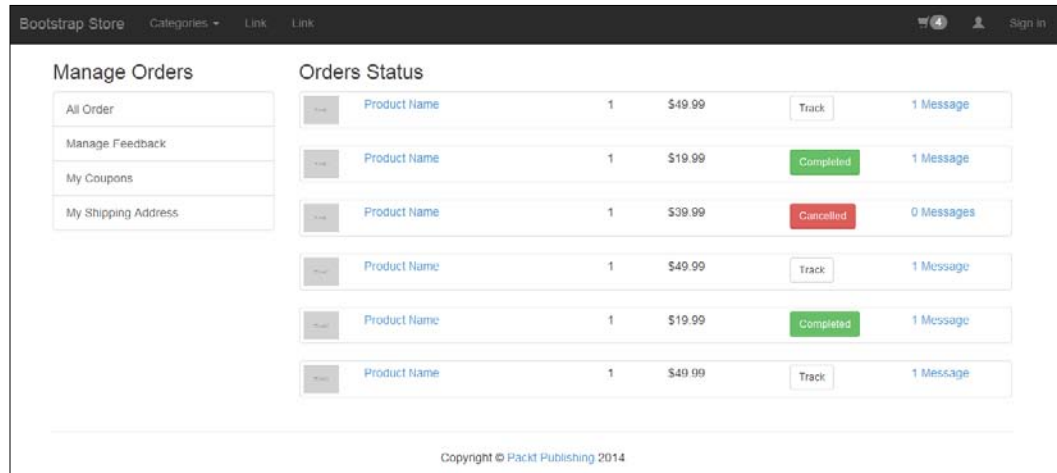 Bootstrap Store Categories Link Link 4 Sign in
Manage Orders
All Order
Manage Feedback
My Coupons
My Shipping Address
Orders Status
Product Name 1 $49.99 Track 1 Message
Product Name 1 $19.99 Completed 1 Message
Product Name 1 $39.99 Cancelled 0 Messages
Product Name 1 $49.99 Track 1 Message
Product Name 1 $19.99 Completed 1 Message
Product Name 1 $49.99 Track 1 Message
Copyright © Packt Publishing 2014